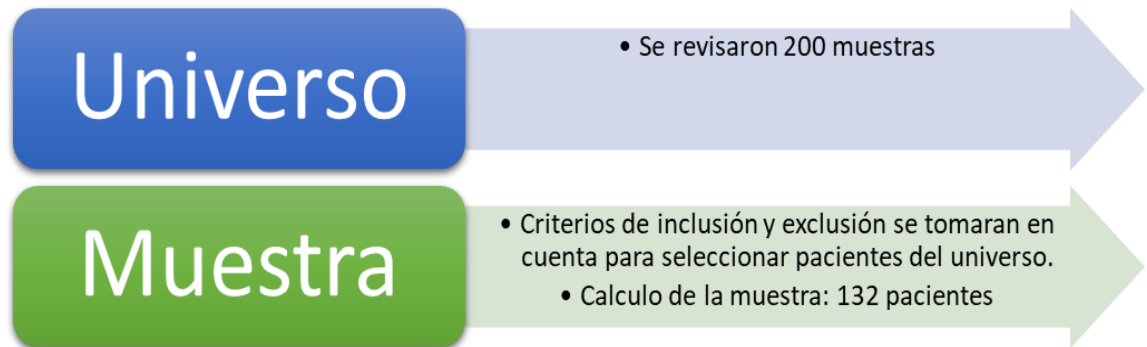 Universo
• Se revisaron 200 muestras
Muestra
• Criterios de inclusión y exclusión se tomaran en
cuenta para seleccionar pacientes del universo.
• Calculo de la muestra: 132 pacientes